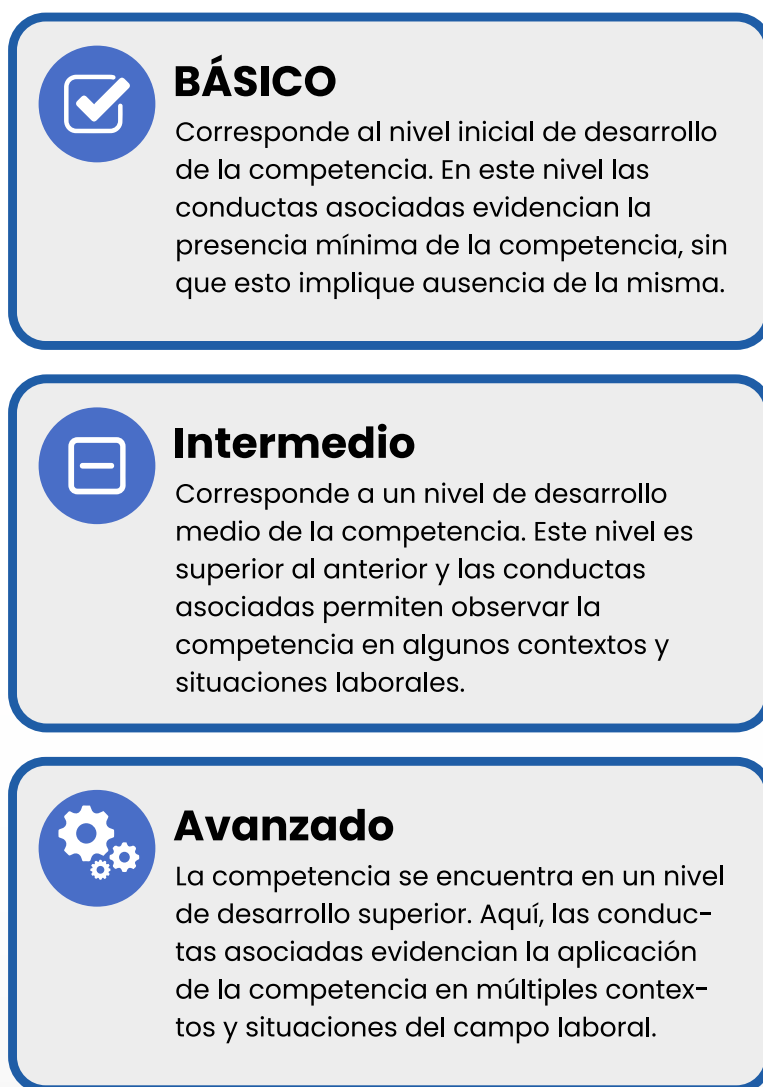 BÁSICO
Corresponde al nivel inicial de desarrollo
de la competencia. En este nivel las
conductas asociadas evidencian la
presencia mínima de la competencia, sin
que esto implique ausencia de la misma.
Intermedio
Corresponde a un nivel de desarrollo
medio de la competencia. Este nivel es
superior al anterior y las conductas
asociadas permiten observar la
competencia en algunos contextos y
situaciones laborales.
Avanzado
La competencia se encuentra en un nivel
de desarrollo superior. Aquí, las conduc-
tas asociadas evidencian la aplicación
de la competencia en múltiples contex-
tos y situaciones del campo laboral.